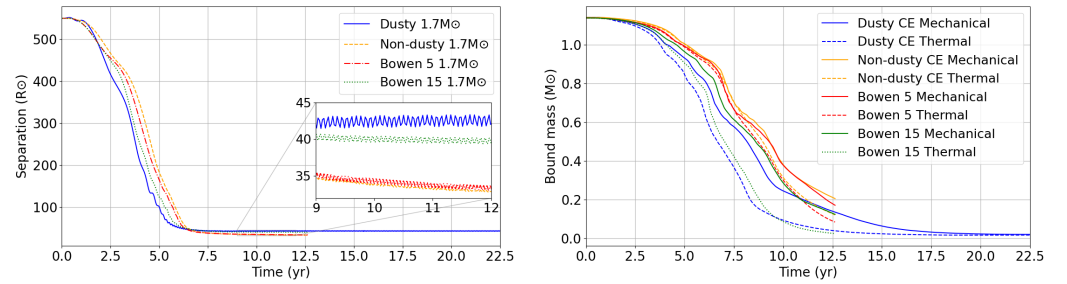 Dusty 1.7M⊙
Non-dusty 1.7M⊙
Bowen 5 1.7M⊙
Bowen 15 1.7M⊙
500
400
300
200
100
Separation (R⊙)
45
40
35
9 10 11 12
0.0 2.5 5.0 7.5 10.0 12.5 15.0 17.5 20.0 22.5
Time (yr)
Dusty CE Mechanical
Dusty CE Thermal
Non-dusty CE Mechanical
Non-dusty CE Thermal
Bowen 5 Mechanical
Bowen 5 Thermal
Bowen 15 Mechanical
Bowen 15 Thermal
1.0
0.8
0.6
0.4
0.2
0.0
Bound mass (M⊙)
0.0 2.5 5.0 7.5 10.0 12.5 15.0 17.5 20.0 22.5
Time (yr)